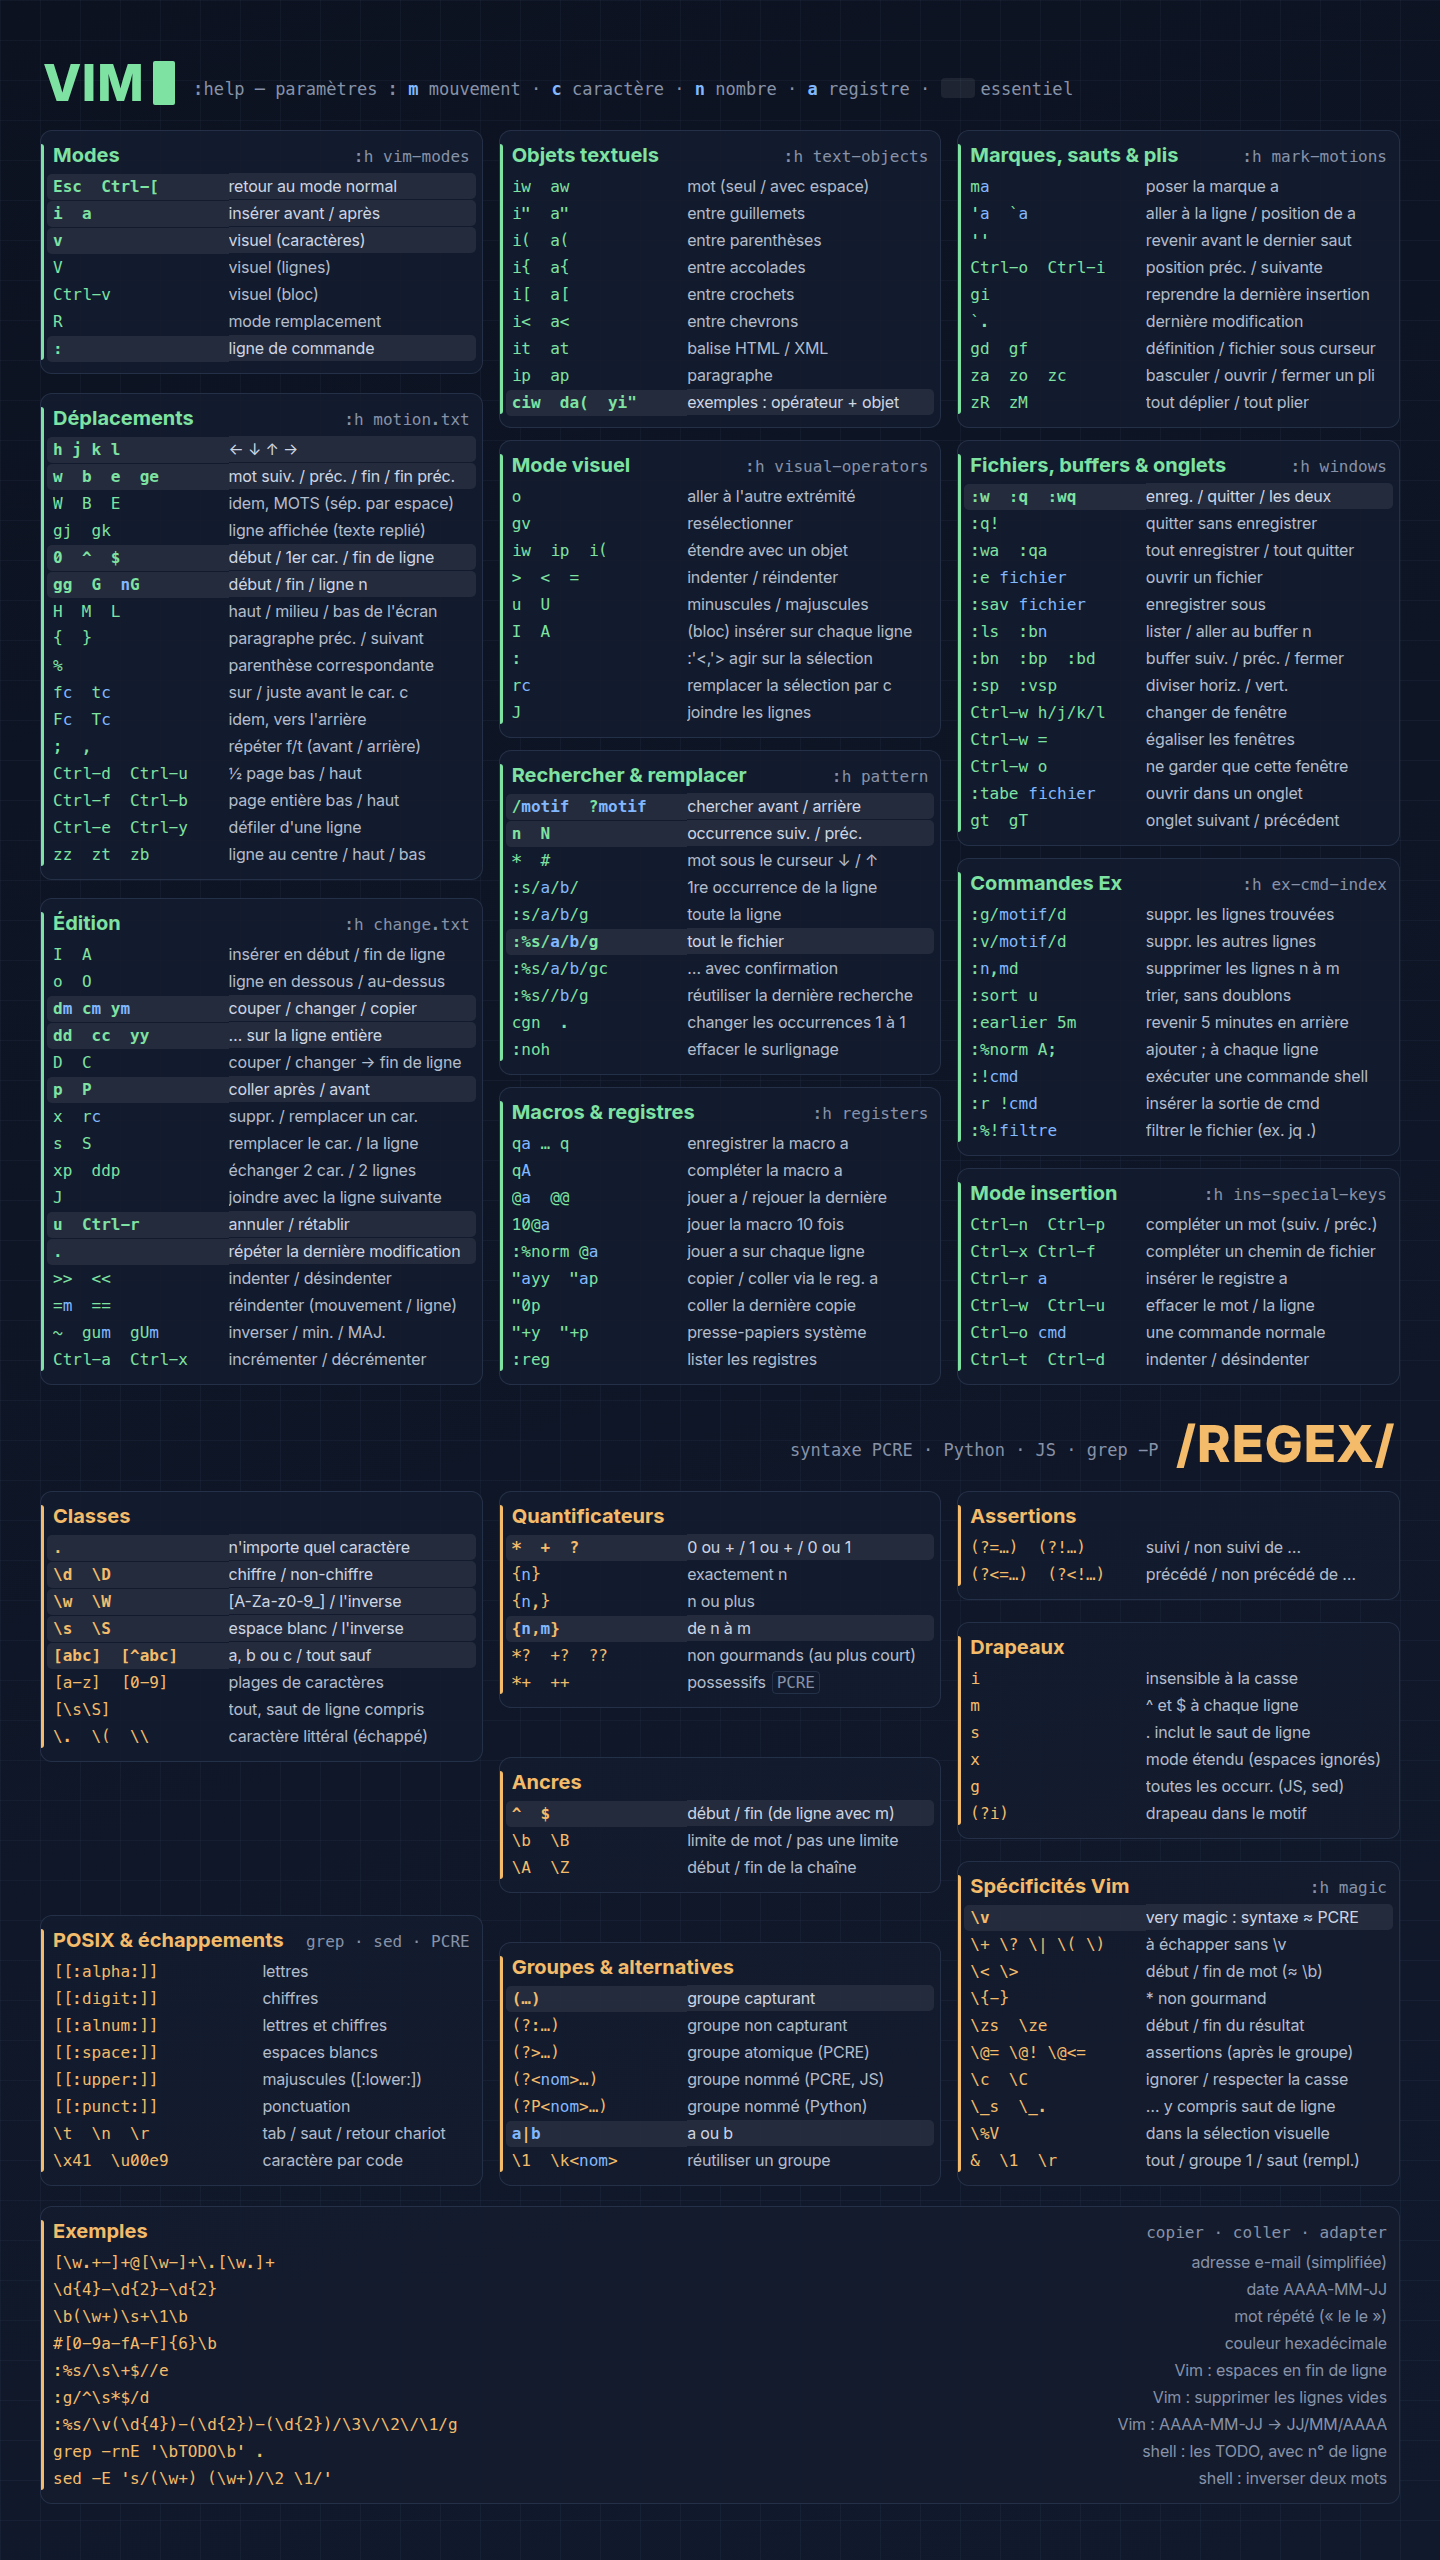 VIM
:help – paramètres : m mouvement · c caractère · n nombre · a registre · essentiel
Modes :h vim-modes
Esc Ctrl-[ retour au mode normal
i a insérer avant / après
v visuel (caractères)
V visuel (lignes)
Ctrl-v visuel (bloc)
R mode remplacement
: ligne de commande
Déplacements :h motion.txt
h j k l ← ↓ ↑ →
w b e ge mot suiv. / préc. / fin / fin préc.
W B E idem, MOTS (sép. par espace)
gj gk ligne affichée (texte replié)
0 ^ $ début / 1er car. / fin de ligne
gg G nG début / fin / ligne n
H M L haut / milieu / bas de l'écran
{ } paragraphe préc. / suivant
% parenthèse correspondante
fc tc sur / juste avant le car. c
Fc Tc idem, vers l'arrière
; , répéter f/t (avant / arrière)
Ctrl-d Ctrl-u ½ page bas / haut
Ctrl-f Ctrl-b page entière bas / haut
Ctrl-e Ctrl-y défiler d'une ligne
zz zt zb ligne au centre / haut / bas
Édition :h change.txt
I A insérer en début / fin de ligne
o O ligne en dessous / au-dessus
dm cm ym couper / changer / copier
dd cc yy … sur la ligne entière
D C couper / changer → fin de ligne
p P coller après / avant
x rc suppr. / remplacer un car.
s S remplacer le car. / la ligne
xp ddp échanger 2 car. / 2 lignes
J joindre avec la ligne suivante
u Ctrl-r annuler / rétablir
. répéter la dernière modification
>> << indenter / désindenter
=m == réindenter (mouvement / ligne)
~ gum gUm inverser / min. / MAJ.
Ctrl-a Ctrl-x incrémenter / décrémenter
Objets textuels :h text-objects
iw aw mot (seul / avec espace)
i" a" entre guillemets
i( a( entre parenthèses
i{ a{ entre accolades
i[ a[ entre crochets
i< a< entre chevrons
it at balise HTML / XML
ip ap paragraphe
ciw da( yi" exemples : opérateur + objet
Mode visuel :h visual-operators
o aller à l'autre extrémité
gv resélectionner
iw ip i( étendre avec un objet
> < = indenter / réindenter
u U minuscules / majuscules
I A (bloc) insérer sur chaque ligne
: :'<,'> agir sur la sélection
rc remplacer la sélection par c
J joindre les lignes
Rechercher & remplacer :h pattern
/motif ?motif chercher avant / arrière
n N occurrence suiv. / préc.
* # mot sous le curseur ↓ / ↑
:s/a/b/ 1re occurrence de la ligne
:s/a/b/g toute la ligne
:%s/a/b/g tout le fichier
:%s/a/b/gc … avec confirmation
:%s//b/g réutiliser la dernière recherche
cgn . changer les occurrences 1 à 1
:noh effacer le surlignage
Macros & registres :h registers
qa … q enregistrer la macro a
qA compléter la macro a
@a @@ jouer a / rejouer la dernière
10@a jouer la macro 10 fois
:%norm @a jouer a sur chaque ligne
"ayy "ap copier / coller via le reg. a
"0p coller la dernière copie
"+y "+p presse-papiers système
:reg lister les registres
Marques, sauts & plis :h mark-motions
ma poser la marque a
'a `a aller à la ligne / position de a
'' revenir avant le dernier saut
Ctrl-o Ctrl-i position préc. / suivante
gi reprendre la dernière insertion
`. dernière modification
gd gf définition / fichier sous curseur
za zo zc basculer / ouvrir / fermer un pli
zR zM tout déplier / tout plier
Fichiers, buffers & onglets :h windows
:w :q :wq enreg. / quitter / les deux
:q! quitter sans enregistrer
:wa :qa tout enregistrer / tout quitter
:e fichier ouvrir un fichier
:sav fichier enregistrer sous
:ls :bn lister / aller au buffer n
:bn :bp :bd buffer suiv. / préc. / fermer
:sp :vsp diviser horiz. / vert.
Ctrl-w h/j/k/l changer de fenêtre
Ctrl-w = égaliser les fenêtres
Ctrl-w o ne garder que cette fenêtre
:tabe fichier ouvrir dans un onglet
gt gT onglet suivant / précédent
Commandes Ex :h ex-cmd-index
:g/motif/d suppr. les lignes trouvées
:v/motif/d suppr. les autres lignes
:n,md supprimer les lignes n à m
:sort u trier, sans doublons
:earlier 5m revenir 5 minutes en arrière
:%norm A; ajouter ; à chaque ligne
:!cmd exécuter une commande shell
:r !cmd insérer la sortie de cmd
:%!filtre filtrer le fichier (ex. jq .)
Mode insertion :h ins-special-keys
Ctrl-n Ctrl-p compléter un mot (suiv. / préc.)
Ctrl-x Ctrl-f compléter un chemin de fichier
Ctrl-r a insérer le registre a
Ctrl-w Ctrl-u effacer le mot / la ligne
Ctrl-o cmd une commande normale
Ctrl-t Ctrl-d indenter / désindenter
syntaxe PCRE · Python · JS · grep -P /REGEX/
Classes
. n'importe quel caractère
\d \D chiffre / non-chiffre
\w \W [A-Za-z0-9_] / l'inverse
\s \S espace blanc / l'inverse
[abc] [^abc] a, b ou c / tout sauf
[a-z] [0-9] plages de caractères
[\s\S] tout, saut de ligne compris
\. \( \\ caractère littéral (échappé)
POSIX & échappements grep · sed · PCRE
[[:alpha:]] lettres
[[:digit:]] chiffres
[[:alnum:]] lettres et chiffres
[[:space:]] espaces blancs
[[:upper:]] majuscules ([:lower:])
[[:punct:]] ponctuation
\t \n \r tab / saut / retour chariot
\x41 \u00e9 caractère par code
Quantificateurs
* + ? 0 ou + / 1 ou + / 0 ou 1
{n} exactement n
{n,} n ou plus
{n,m} de n à m
*? +? ?? non gourmands (au plus court)
*+ ++ possessifs PCRE
Ancres
^ $ début / fin (de ligne avec m)
\b \B limite de mot / pas une limite
\A \Z début / fin de la chaîne
Groupes & alternatives
(…) groupe capturant
(?:…) groupe non capturant
(?>…) groupe atomique (PCRE)
(?<nom>…) groupe nommé (PCRE, JS)
(?P<nom>…) groupe nommé (Python)
a|b a ou b
\1 \k<nom> réutiliser un groupe
Assertions
(?=…) (?!…) suivi / non suivi de …
(?<=…) (?<!…) précédé / non précédé de …
Drapeaux
i insensible à la casse
m ^ et $ à chaque ligne
s . inclut le saut de ligne
x mode étendu (espaces ignorés)
g toutes les occurr. (JS, sed)
(?i) drapeau dans le motif
Spécificités Vim :h magic
\v very magic : syntaxe ≈ PCRE
\+ \? \| \( \) à échapper sans \v
\< \> début / fin de mot (≈ \b)
\{-} * non gourmand
\zs \ze début / fin du résultat
\@= \@! \@<= assertions (après le groupe)
\c \C ignorer / respecter la casse
\_s \_. … y compris saut de ligne
\%V dans la sélection visuelle
& \1 \r tout / groupe 1 / saut (rempl.)
Exemples copier · coller · adapter
[\w.+-]+@[\w-]+\.[\w.]+ adresse e-mail (simplifiée)
\d{4}-\d{2}-\d{2} date AAAA-MM-JJ
\b(\w+)\s+\1\b mot répété (« le le »)
#[0-9a-fA-F]{6}\b couleur hexadécimale
:%s/\s\+$//e Vim : espaces en fin de ligne
:g/^\s*$/d Vim : supprimer les lignes vides
:%s/\v(\d{4})-(\d{2})-(\d{2})/\3\/\2\/\1/g Vim : AAAA-MM-JJ → JJ/MM/AAAA
grep -rnE '\bTODO\b' . shell : les TODO, avec n° de ligne
sed -E 's/(\w+) (\w+)/\2 \1/' shell : inverser deux mots